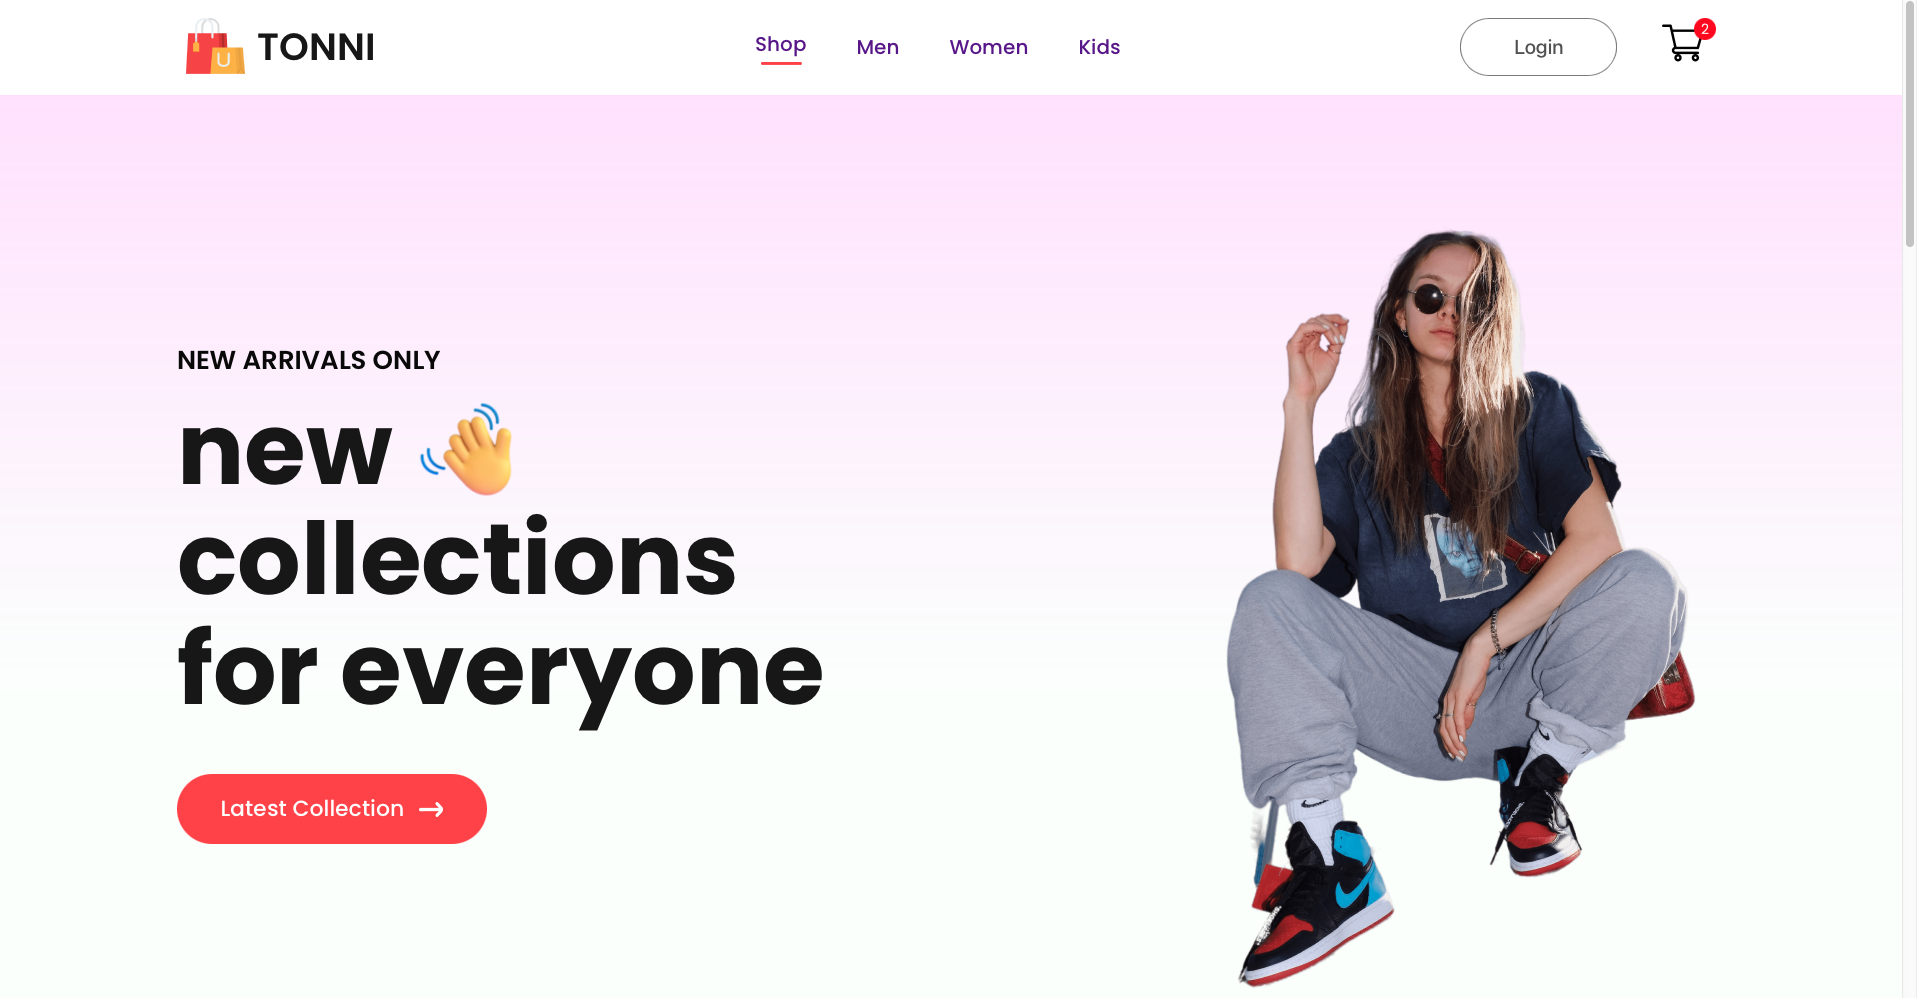 U
TONNI
Shop
Men
Women
Kids
Login
2
NEW ARRIVALS ONLY
new 👋
collections
for everyone
Latest Collection →